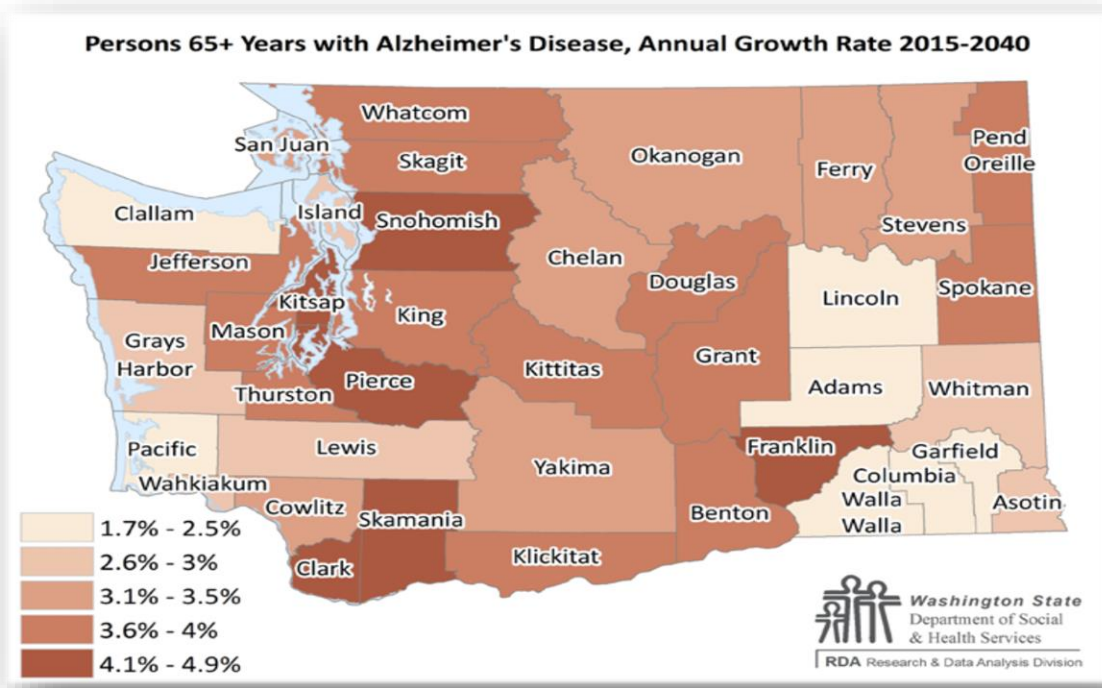 Persons 65+ Years with Alzheimer's Disease, Annual Growth Rate 2015-2040
Whatcom
San Juan
Skagit
Okanogan
Ferry
Pend
Oreille
Stevens
Clallam
Island
Snohomish
Chelan
Jefferson
Douglas
Lincoln
Spokane
Kitsap
King
Mason
Grays
Harbor
Kittitas
Grant
Pierce
Thurston
Adams
Whitman
Pacific
Lewis
Franklin
Garfield
Wahkiakum
Yakima
Columbia
Cowlitz
Skamania
Benton
Walla
Walla
Asotin
Clark
Klickitat
1.7% - 2.5%
2.6% - 3%
3.1% - 3.5%
3.6% - 4%
4.1% - 4.9%
Washington State
Department of Social
& Health Services
RDA Research & Data Analysis Division